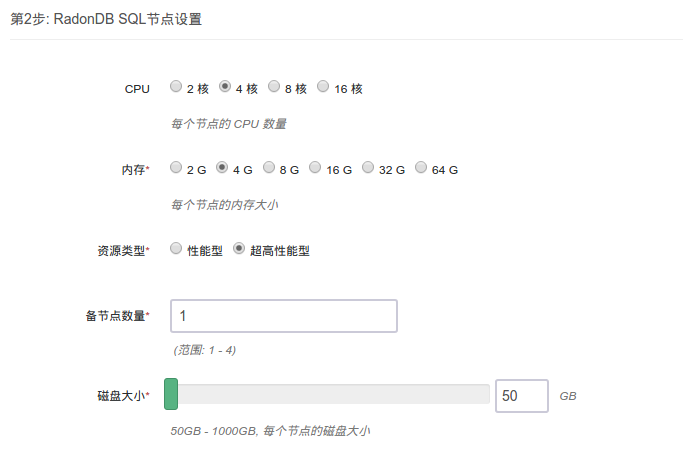 第2步: RadonDB SQL节点设置
CPU 2 核 4 核 8 核 16 核
每个节点的 CPU 数量
内存* 2 G 4 G 8 G 16 G 32 G 64 G
每个节点的内存大小
资源类型* 性能型 超高性能型
备节点数量* 1
(范围: 1 - 4)
磁盘大小* 50 GB
50GB - 1000GB, 每个节点的磁盘大小